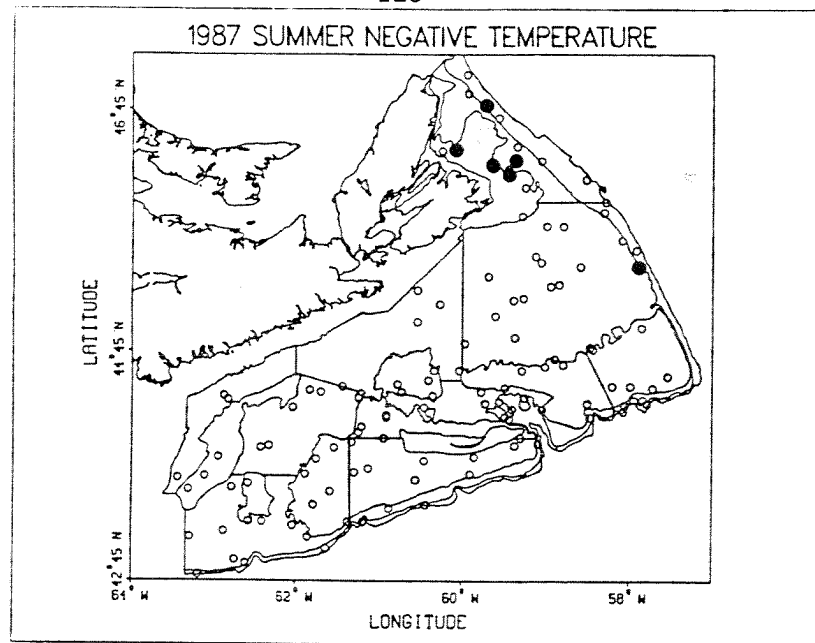 1987 SUMMER NEGATIVE TEMPERATURE
46°45 N
LATITUDE
44°45 N
42°45 N
64° W
62° W
60° W
58° W
LONGITUDE